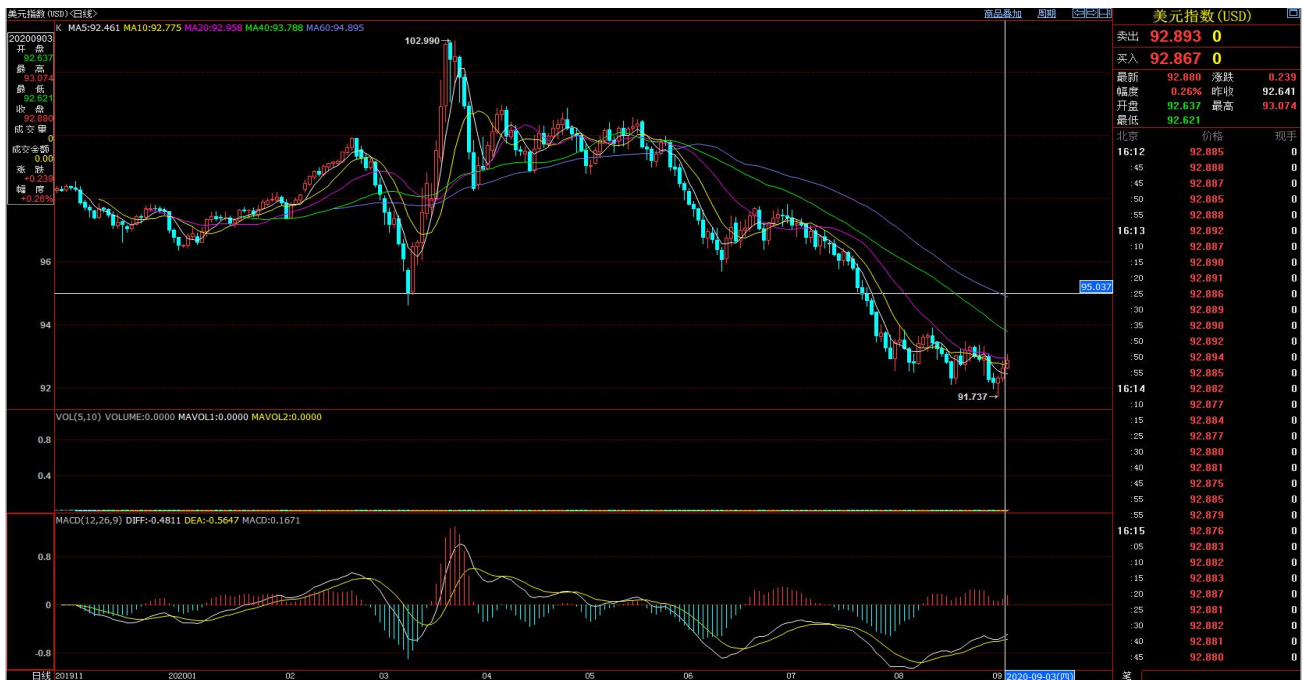 美元指数(USD)<日线>
商品叠加 周期
K MA5:92.461 MA10:92.775 MA20:92.958 MA40:93.788 MA60:94.895
20200903
开 盘
92.637
最 高
93.074
最 低
92.621
收 盘
92.880
成交量
0
成交金额
0.00
涨 跌
+0.239
幅 度
+0.26%
102.990→
96
95.037
94
92
91.737→
VOL(5,10) VOLUME:0.0000 MAVOL1:0.0000 MAVOL2:0.0000
0.8
0.4
MACD(12,26,9) DIFF:-0.4811 DEA:-0.5647 MACD:0.1671
0.8
0
-0.8
日线 201911 202001 02 03 04 05 06 07 08 09 2020-09-03(四)
美元指数(USD)
卖出 92.893 0
买入 92.867 0
最新 92.880 涨跌 0.239
幅度 0.26% 昨收 92.641
开盘 92.637 最高 93.074
最低 92.621
北京 价格 现手
16:12 92.885 0
:45 92.888 0
:45 92.887 0
50 92.885 0
:55 92.888 0
16:13 92.892 0
:10 92.887 0
:15 92.890 0
:20 92.891 0
:25 92.886 0
:30 92.889 0
:35 92.890 0
:50 92.892 0
:50 92.894 0
:55 92.885 0
16:14 92.882 0
:10 92.877 0
:15 92.884 0
:25 92.877 0
:30 92.880 0
:40 92.881 0
:45 92.875 0
:55 92.885 0
:55 92.879 0
16:15 92.876 0
:05 92.883 0
:10 92.882 0
:15 92.883 0
:20 92.887 0
:25 92.881 0
:30 92.882 0
:40 92.881 0
:45 92.880 0
笔